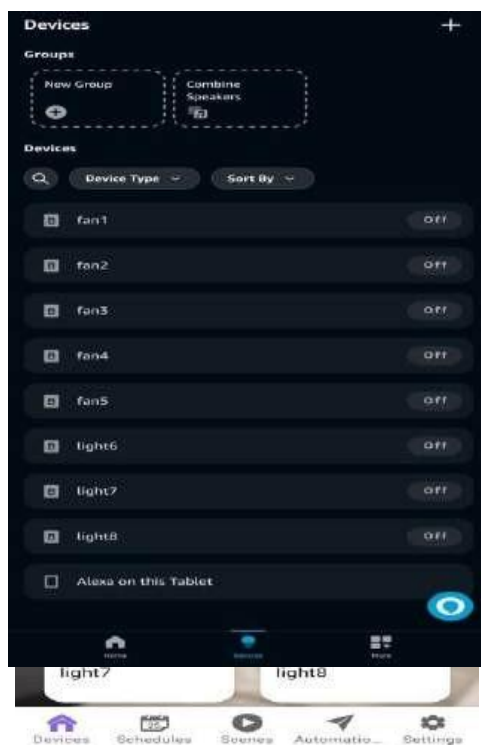 Devices
Groups
New Group
Combine
Speakers
Devices
Device Type
Sort By
fan1 Off
fan2 Off
fan3 Off
fan4 Off
fan5 Off
light6 Off
light7 Off
light8 Off
Alexa on this Tablet
Home Devices More
light7 light8
Devices Schedules Scenes Automatio... Settings